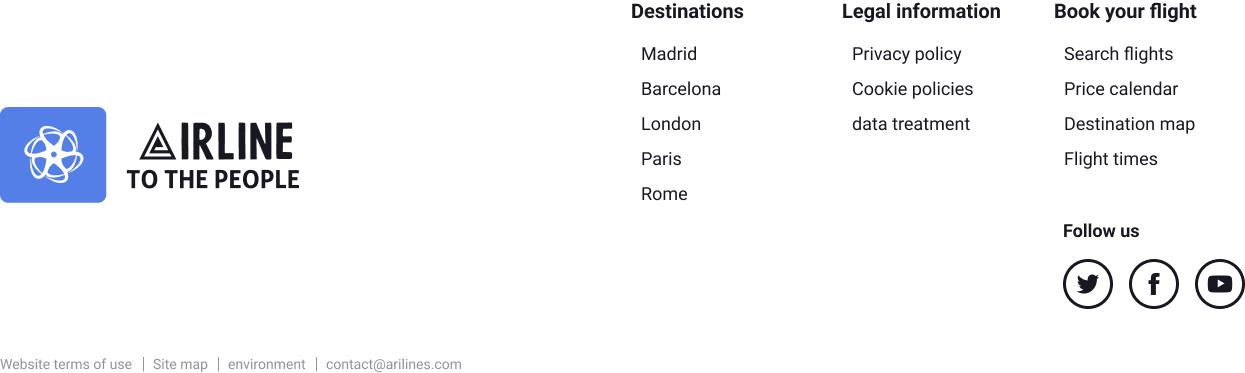 AIRLINE
TO THE PEOPLE
Destinations
Madrid
Barcelona
London
Paris
Rome
Legal information
Privacy policy
Cookie policies
data treatment
Book your flight
Search flights
Price calendar
Destination map
Flight times
Follow us
Website terms of use | Site map | environment | contact@arilines.com